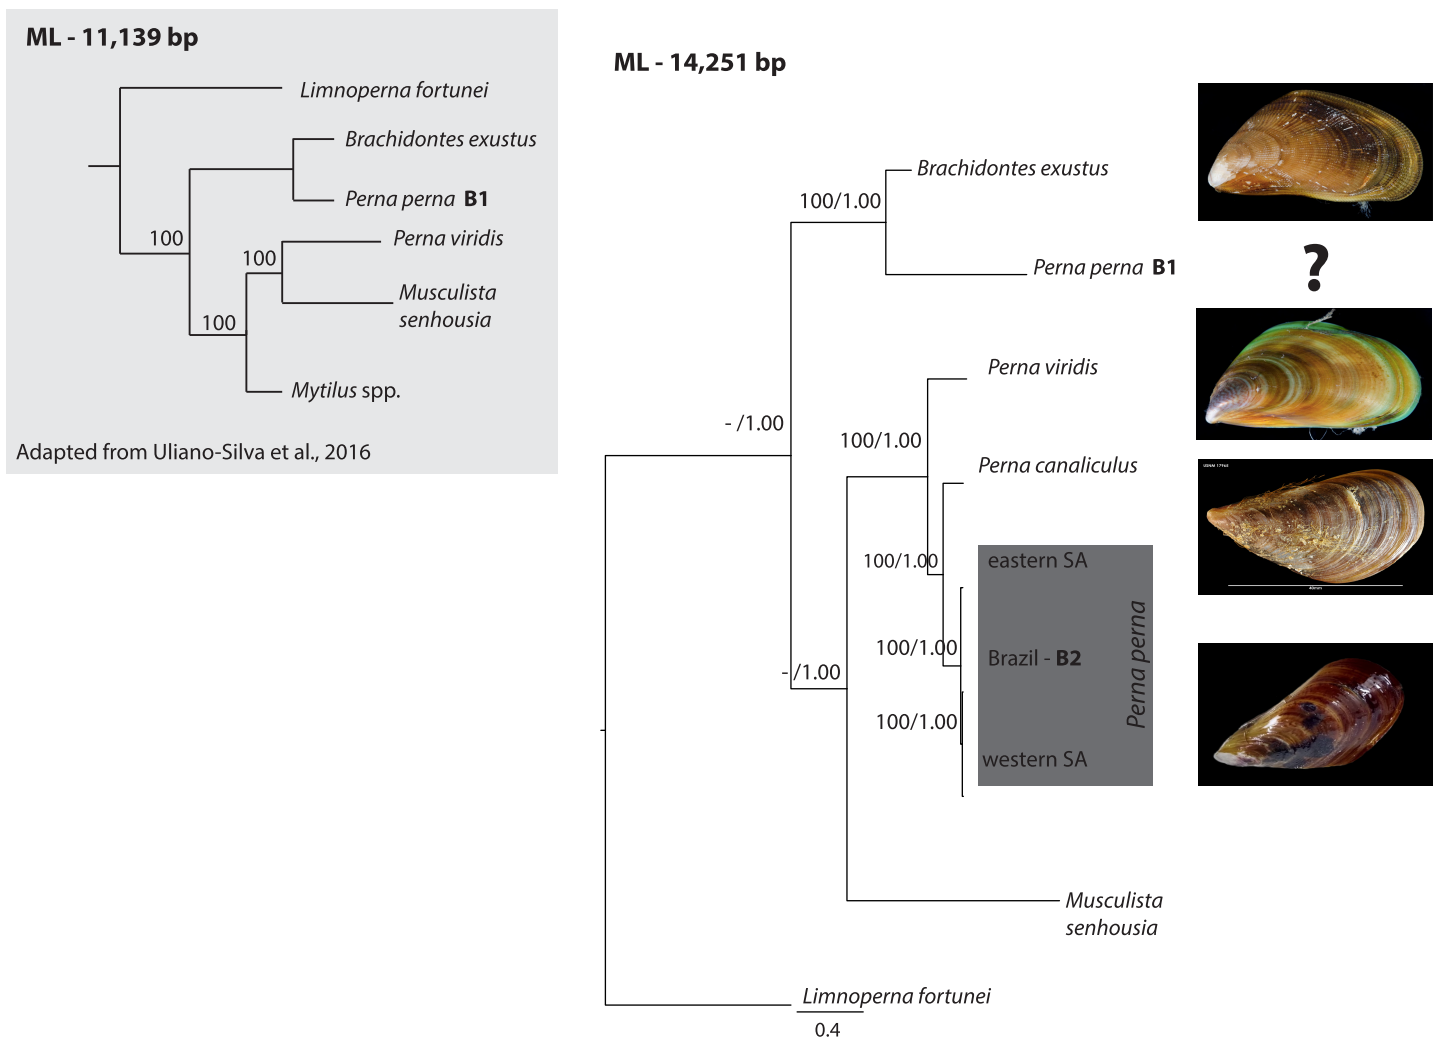 ML - 11,139 bp
Limnoperna fortunei
Brachidontes exustus
Perna perna B1
100
Perna viridis
100
Musculista
senhousia
100
Mytilus spp.
Adapted from Uliano-Silva et al., 2016
ML - 14,251 bp
Brachidontes exustus
100/1.00
Perna perna B1
?
Perna viridis
- /1.00
100/1.00
Perna canaliculus
USNM 17965
100/1.00
eastern SA
40mm
100/1.00
Brazil - B2
Perna perna
- /1.00
100/1.00
western SA
Musculista
senhousia
Limnoperna fortunei
0.4